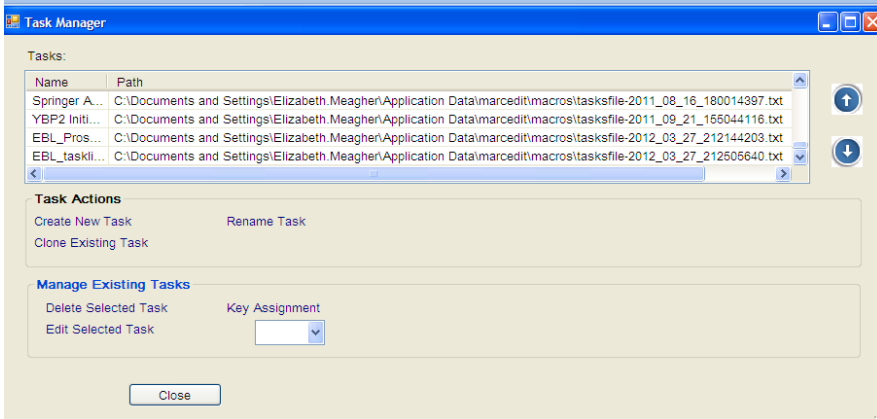 Task Manager
Tasks:
Name Path
Springer A... C:\Documents and Settings\Elizabeth.Meagher\Application Data\marcedit\macros\tasksfile-2011_08_16_180014397.txt
YBP2 Initi... C:\Documents and Settings\Elizabeth.Meagher\Application Data\marcedit\macros\tasksfile-2011_09_21_155044116.txt
EBL_Pros... C:\Documents and Settings\Elizabeth.Meagher\Application Data\marcedit\macros\tasksfile-2012_03_27_212144203.txt
EBL_taskli... C:\Documents and Settings\Elizabeth.Meagher\Application Data\marcedit\macros\tasksfile-2012_03_27_212505640.txt
Task Actions
Create New Task Rename Task
Clone Existing Task
Manage Existing Tasks
Delete Selected Task Key Assignment
Edit Selected Task
Close